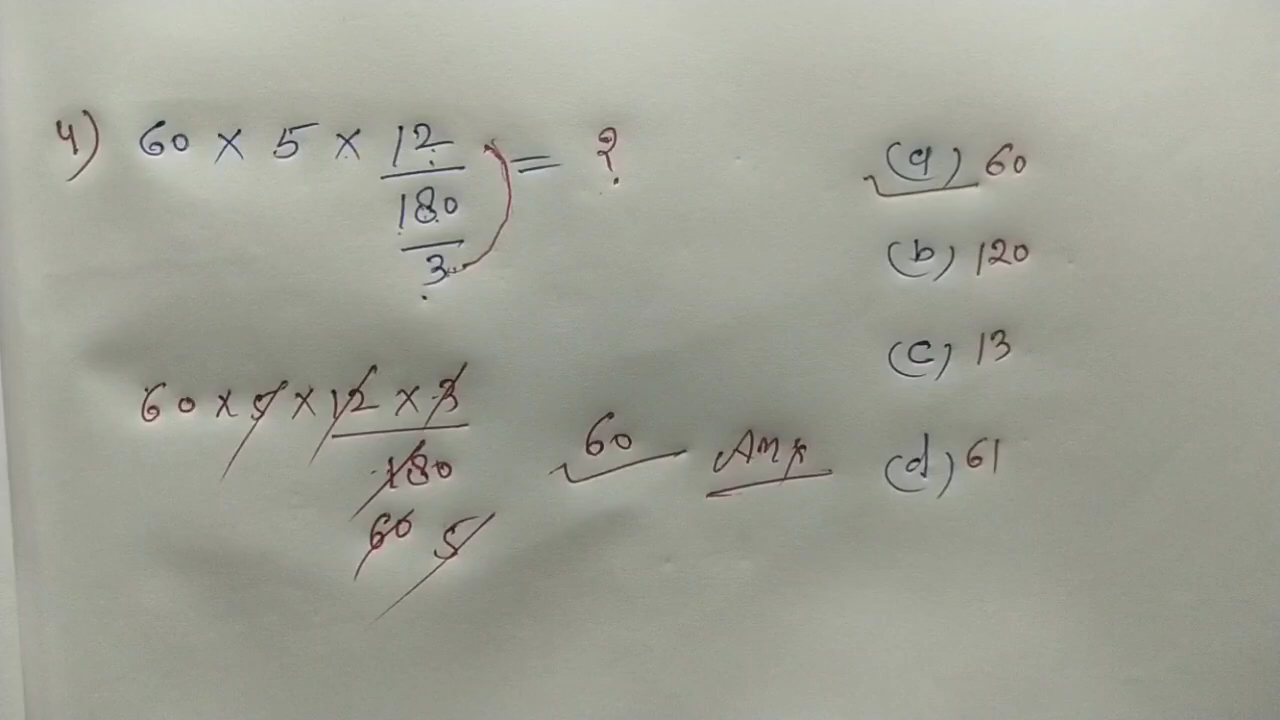 4) 60 × 5 × 12 = ?
180
3
(a) 60
(b) 120
(c) 13
(d) 61
60 × 5 × 12 × 3
180
60 5
60 Ans